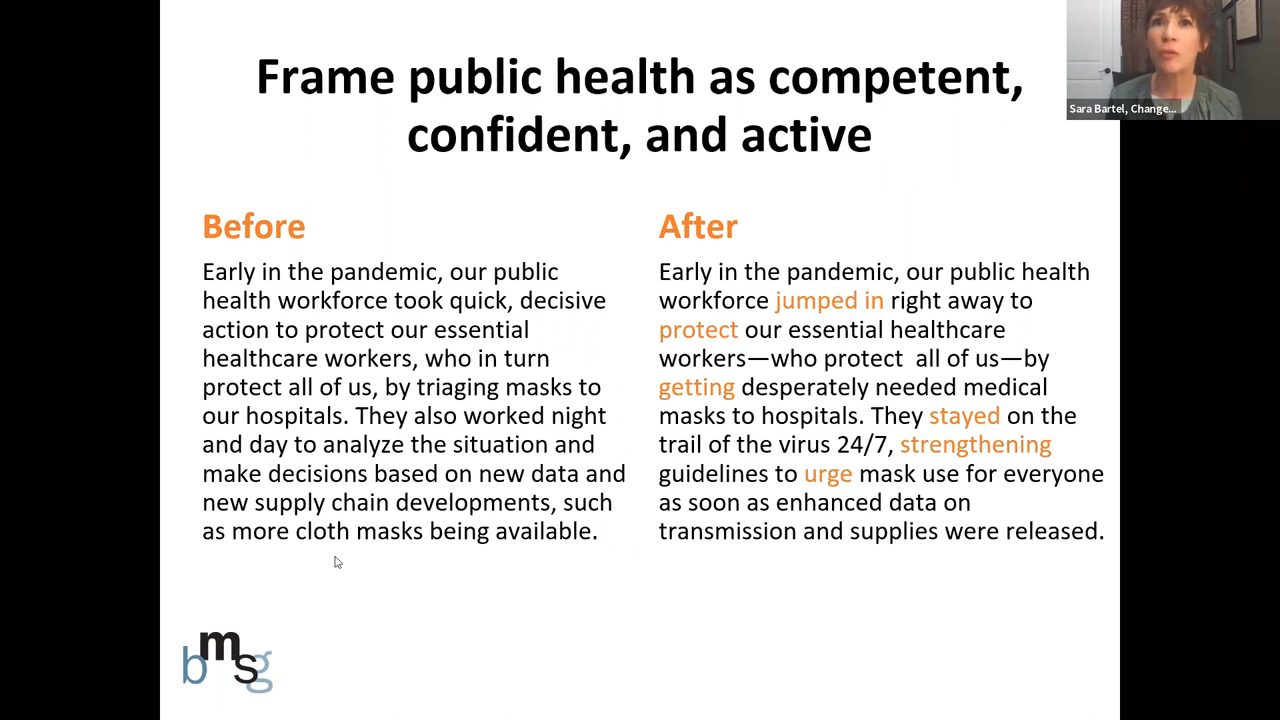 Frame public health as competent,
confident, and active
Sara Bartel, Change...
Before
Early in the pandemic, our public
health workforce took quick, decisive
action to protect our essential
healthcare workers, who in turn
protect all of us, by triaging masks to
our hospitals. They also worked night
and day to analyze the situation and
make decisions based on new data and
new supply chain developments, such
as more cloth masks being available.
After
Early in the pandemic, our public health
workforce jumped in right away to
protect our essential healthcare
workers—who protect all of us—by
getting desperately needed medical
masks to hospitals. They stayed on the
trail of the virus 24/7, strengthening
guidelines to urge mask use for everyone
as soon as enhanced data on
transmission and supplies were released.
bmsg